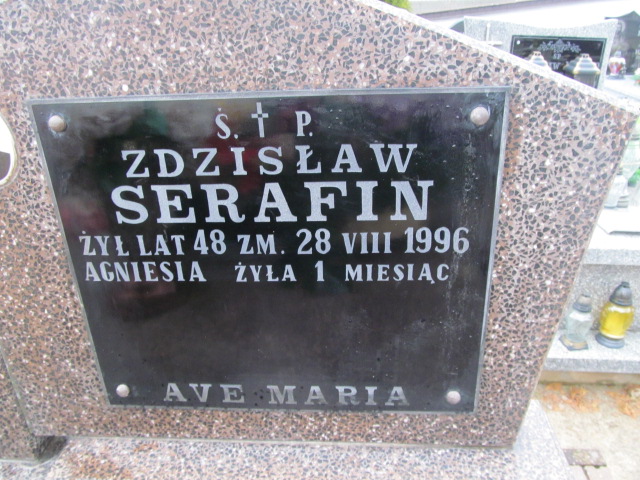 Ś. † P.
ZDZISŁAW
SERAFIN
ŻYŁ LAT 48 ZM. 28 VIII 1996
AGNIESIA ŻYŁA 1 MIESIĄC
AVE MARIA